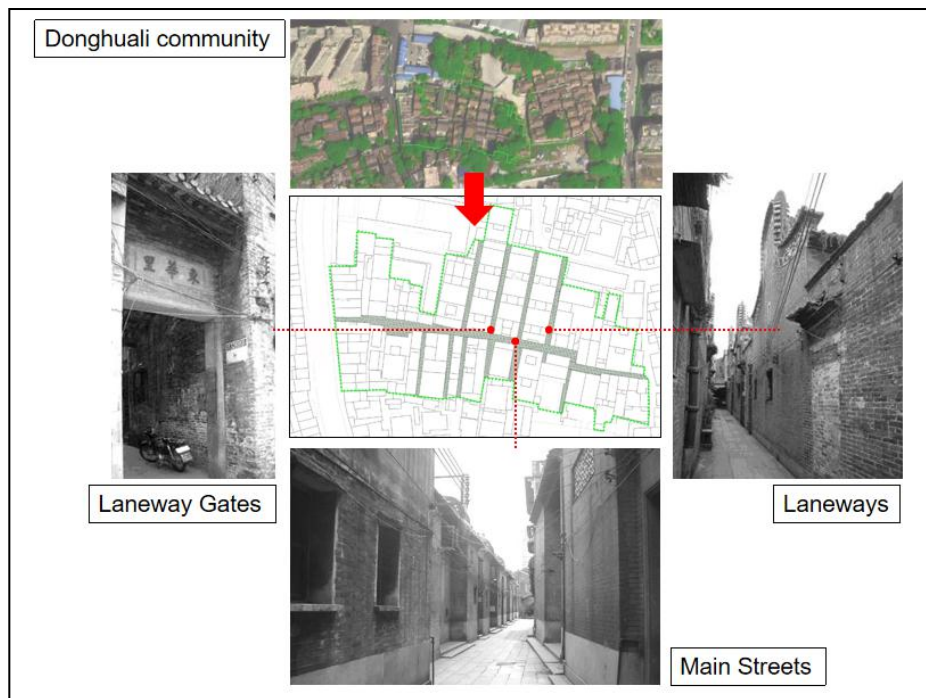 Donghuali community
里華東
Laneway Gates
Laneways
Main Streets